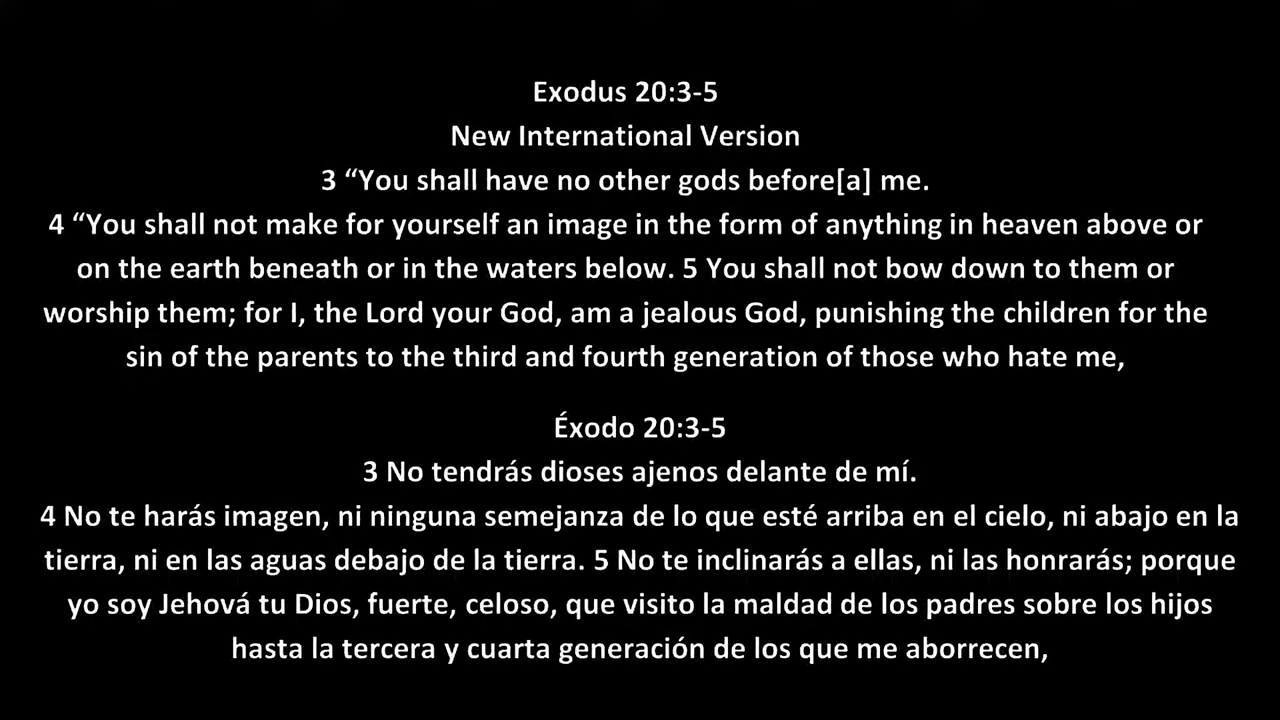 Exodus 20:3-5
New International Version
3 “You shall have no other gods before[a] me.
4 “You shall not make for yourself an image in the form of anything in heaven above or
on the earth beneath or in the waters below. 5 You shall not bow down to them or
worship them; for I, the Lord your God, am a jealous God, punishing the children for the
sin of the parents to the third and fourth generation of those who hate me,
Éxodo 20:3-5
3 No tendrás dioses ajenos delante de mí.
4 No te harás imagen, ni ninguna semejanza de lo que esté arriba en el cielo, ni abajo en la
tierra, ni en las aguas debajo de la tierra. 5 No te inclinarás a ellas, ni las honrarás; porque
yo soy Jehová tu Dios, fuerte, celoso, que visito la maldad de los padres sobre los hijos
hasta la tercera y cuarta generación de los que me aborrecen,